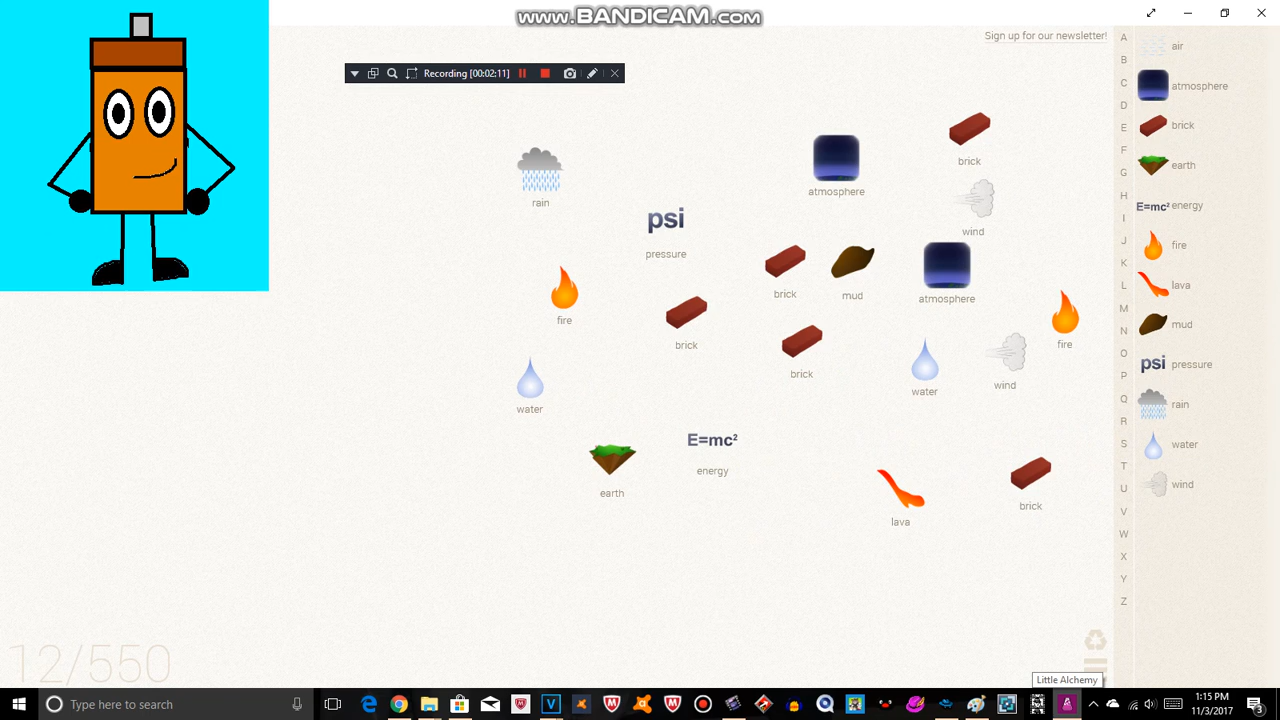 www.BANDICAM.com
Sign up for our newsletter!
Recording [00:02:11]
rain
psi
pressure
atmosphere
brick
wind
fire
brick
mud
atmosphere
brick
brick
water
wind
fire
water
earth
E=mc²
energy
lava
brick
A
B
C
D
E
F
G
H
I
J
K
L
M
N
O
P
Q
R
S
T
U
V
W
X
Y
Z
air
atmosphere
brick
earth
E=mc² energy
fire
lava
mud
psi pressure
rain
water
wind
12/550
Little Alchemy
Type here to search
1:15 PM
11/3/2017
3